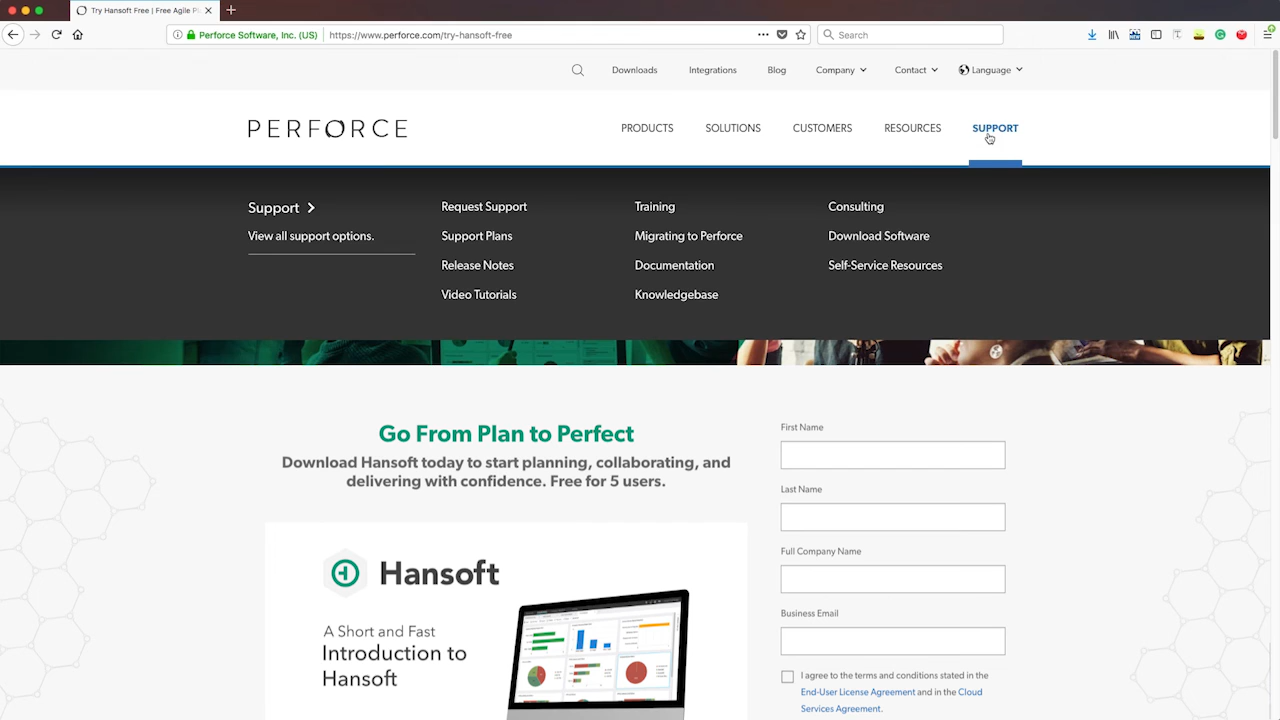 Try Hansoft Free | Free Agile P
Perforce Software, Inc. (US)
https://www.perforce.com/try-hansoft-free
Search
Downloads
Integrations
Blog
Company
Contact
Language
PERFORCE
PRODUCTS
SOLUTIONS
CUSTOMERS
RESOURCES
SUPPORT
Support
View all support options.
Request Support
Support Plans
Release Notes
Video Tutorials
Training
Migrating to Perforce
Documentation
Knowledgebase
Consulting
Download Software
Self-Service Resources
Go From Plan to Perfect
Download Hansoft today to start planning, collaborating, and
delivering with confidence. Free for 5 users.
Hansoft
A Short and Fast
Introduction to
Hansoft
First Name
Last Name
Full Company Name
Business Email
I agree to the terms and conditions stated in the
End-User License Agreement and in the Cloud
Services Agreement.